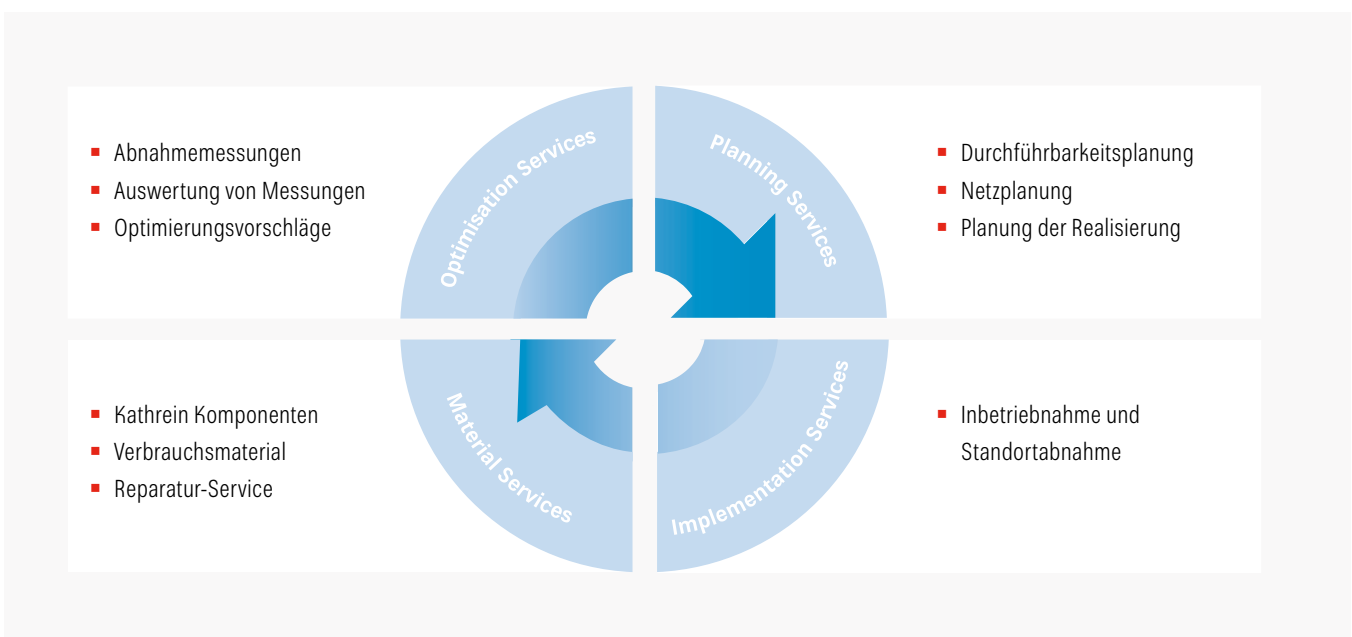 Optimisation Services
Abnahmemessungen
Auswertung von Messungen
Optimierungsvorschläge
Planning Services
Durchführbarkeitsplanung
Netzplanung
Planung der Realisierung
Material Services
Kathrein Komponenten
Verbrauchsmaterial
Reparatur-Service
Implementation Services
Inbetriebnahme und
Standortabnahme